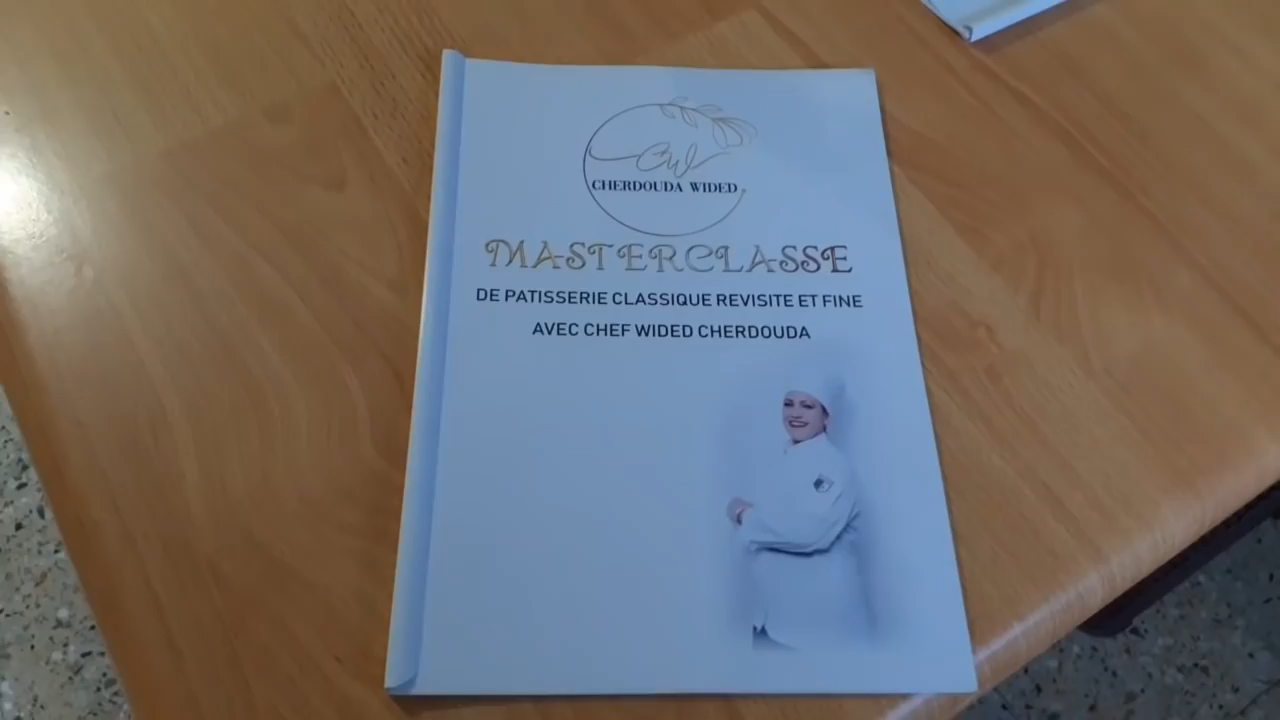 CW
CHERDOUDA WIDED
MASTERCLASSE
DE PATISSERIE CLASSIQUE REVISITE ET FINE
AVEC CHEF WIDED CHERDOUDA